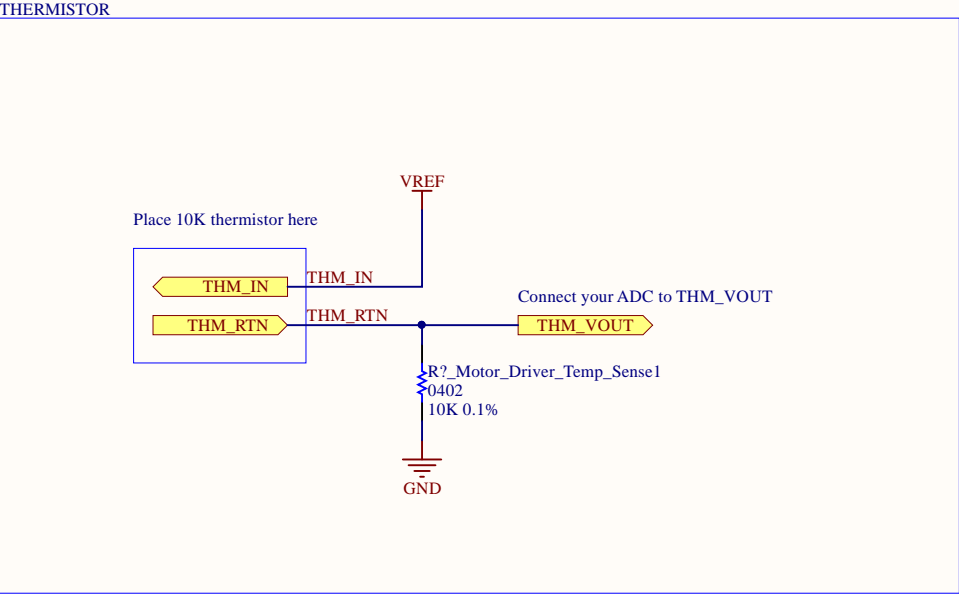 THERMISTOR
VREF
Place 10K thermistor here
THM_IN
THM_IN
Connect your ADC to THM_VOUT
THM_RTN
THM_RTN
THM_VOUT
R?_Motor_Driver_Temp_Sense1
0402
10K 0.1%
GND